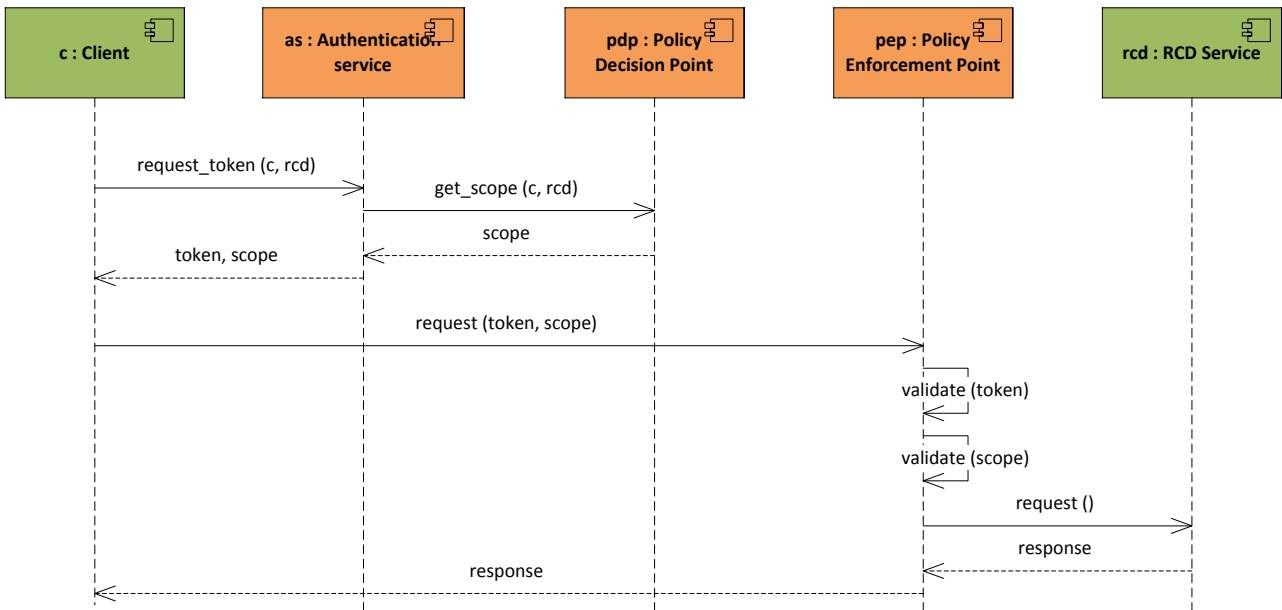 c : Client
as : Authentication
service
pdp : Policy
Decision Point
pep : Policy
Enforcement Point
rcd : RCD Service
request_token (c, rcd)
get_scope (c, rcd)
scope
token, scope
request (token, scope)
validate (token)
validate (scope)
request ()
response
response